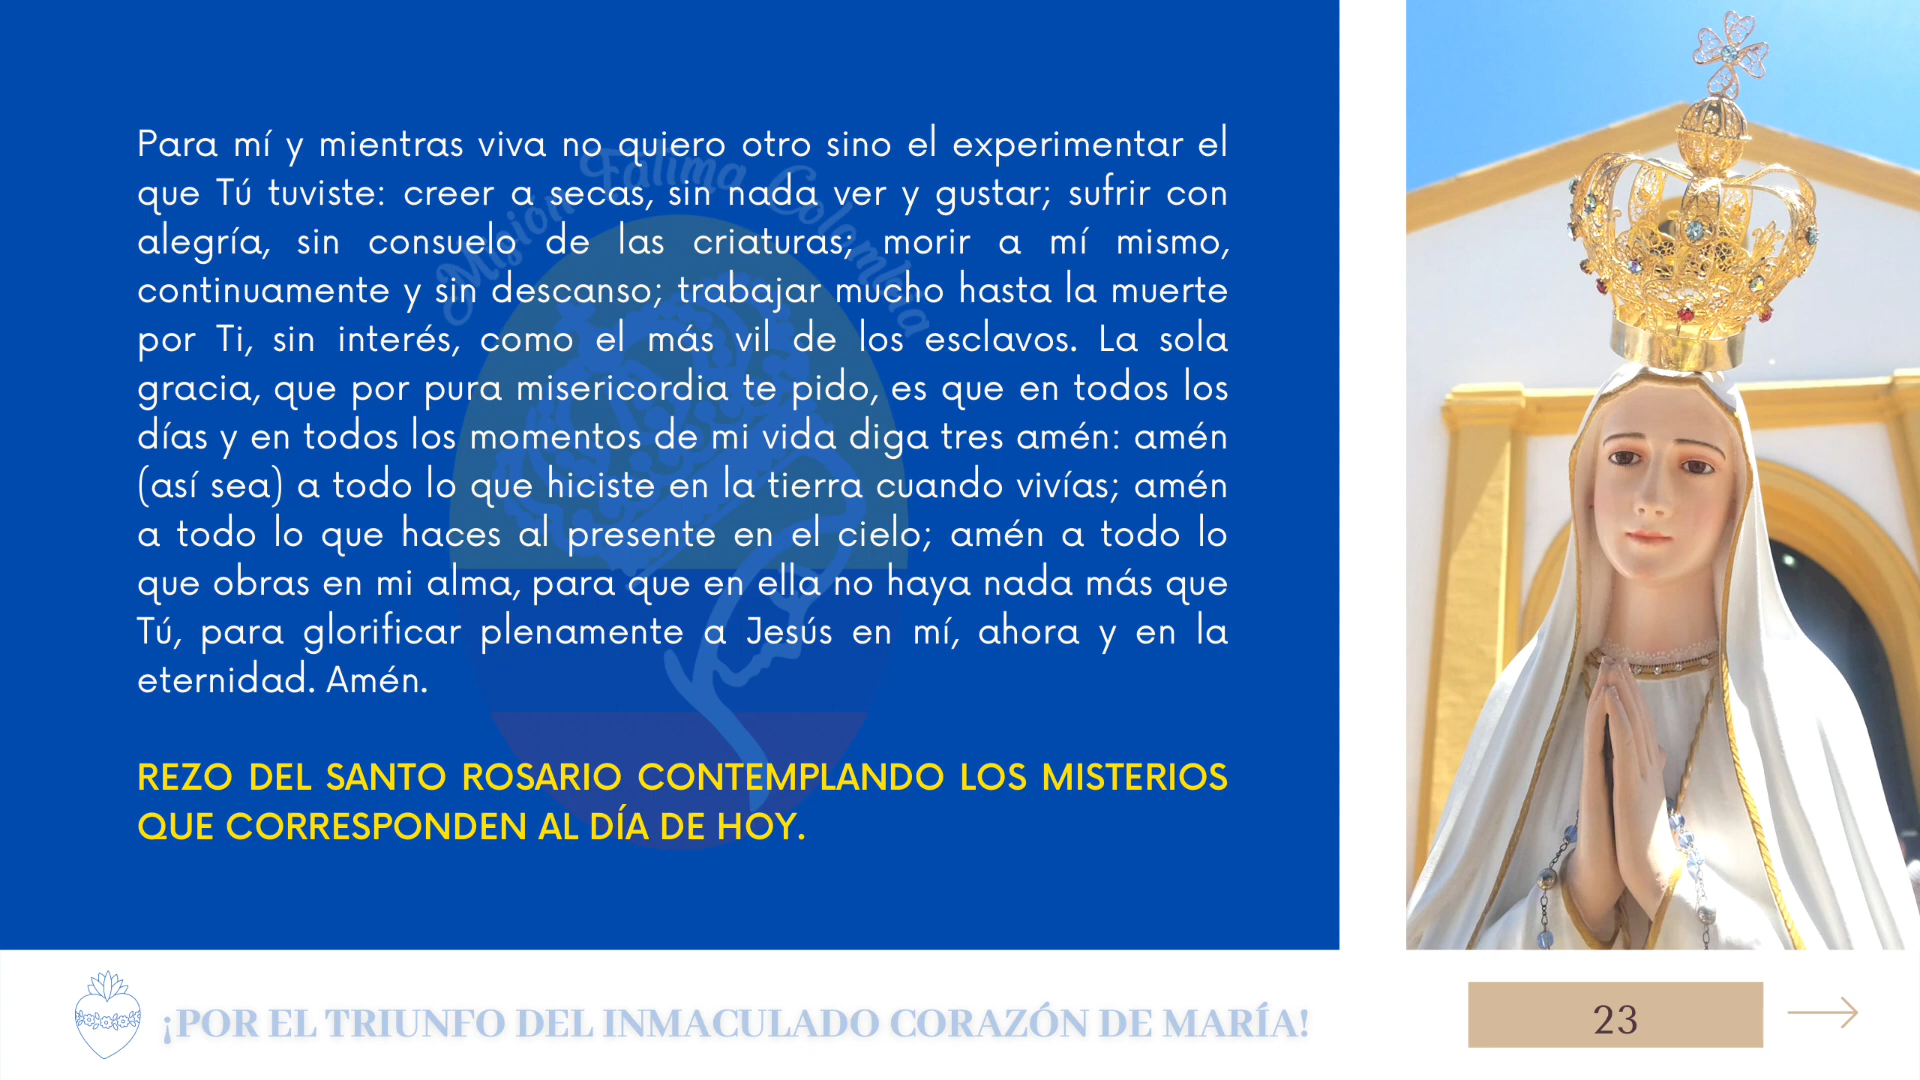 Para mí y mientras viva no quiero otro sino el experimentar el
que Tú tuviste: creer a secas, sin nada ver y gustar; sufrir con
alegría, sin consuelo de las criaturas; morir a mí mismo,
continuamente y sin descanso; trabajar mucho hasta la muerte
por Ti, sin interés, como el más vil de los esclavos. La sola
gracia, que por pura misericordia te pido, es que en todos los
días y en todos los momentos de mi vida diga tres amén: amén
(así sea) a todo lo que hiciste en la tierra cuando vivías; amén
a todo lo que haces al presente en el cielo; amén a todo lo
que obras en mi alma, para que en ella no haya nada más que
Tú, para glorificar plenamente a Jesús en mí, ahora y en la
eternidad. Amén.
REZO DEL SANTO ROSARIO CONTEMPLANDO LOS MISTERIOS
QUE CORRESPONDEN AL DÍA DE HOY.
Misión Fátima Colombia
¡POR EL TRIUNFO DEL INMACULADO CORAZÓN DE MARÍA!
23